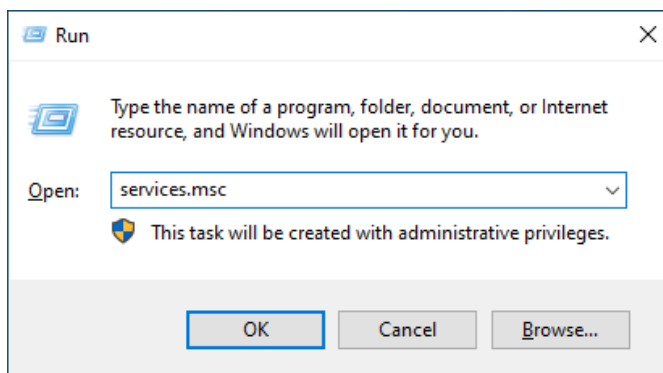 Run
Type the name of a program, folder, document, or Internet
resource, and Windows will open it for you.
Open: services.msc
This task will be created with administrative privileges.
OK Cancel Browse...